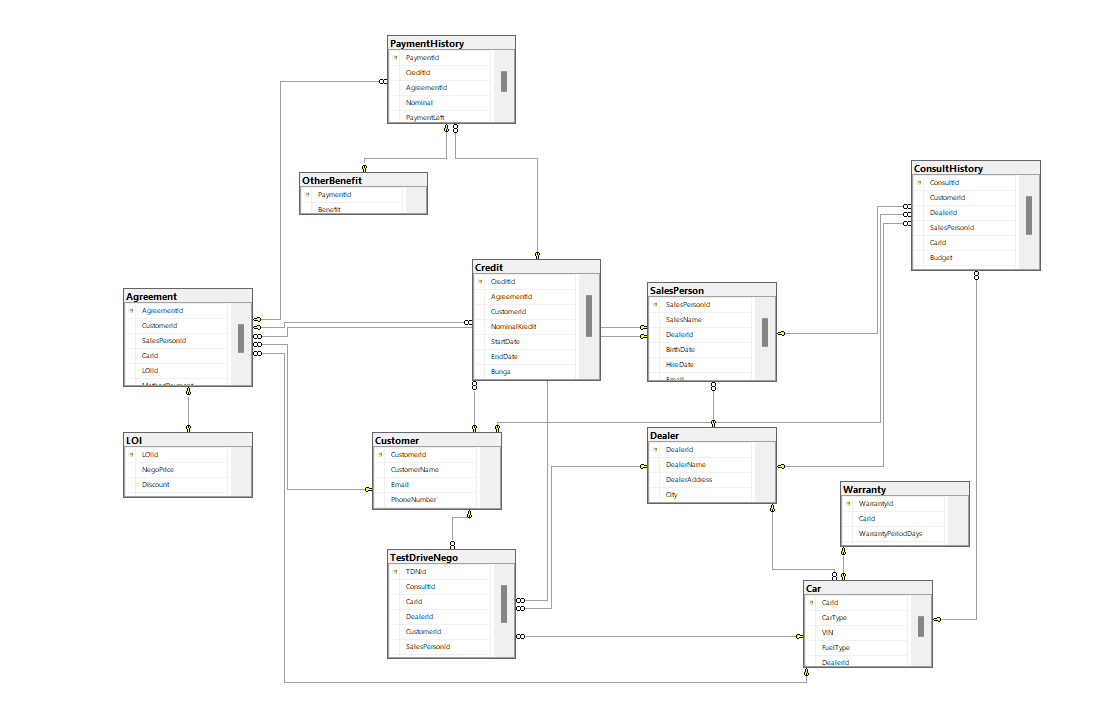 PaymentHistory
PaymentId
CreditId
AgreementId
Nominal
PaymentLeft
OtherBenefit
PaymentId
Benefit
ConsultHistory
ConsultId
CustomerId
DealerId
SalesPersonId
CarId
Budget
Credit
CreditId
AgreementId
CustomerId
NominalKredit
StartDate
EndDate
Bunga
SalesPerson
SalesPersonId
SalesName
DealerId
BirthDate
HireDate
Email
Agreement
AgreementId
CustomerId
SalesPersonId
CarId
LOIId
MethodPayment
LOI
LOIId
NegoPrice
Discount
Customer
CustomerId
CustomerName
Email
PhoneNumber
Dealer
DealerId
DealerName
DealerAddress
City
Warranty
WarrantyId
CarId
WarrantyPeriodDays
TestDriveNego
TDNId
ConsultId
CarId
DealerId
CustomerId
SalesPersonId
Car
CarId
CarType
VIN
FuelType
DealerId